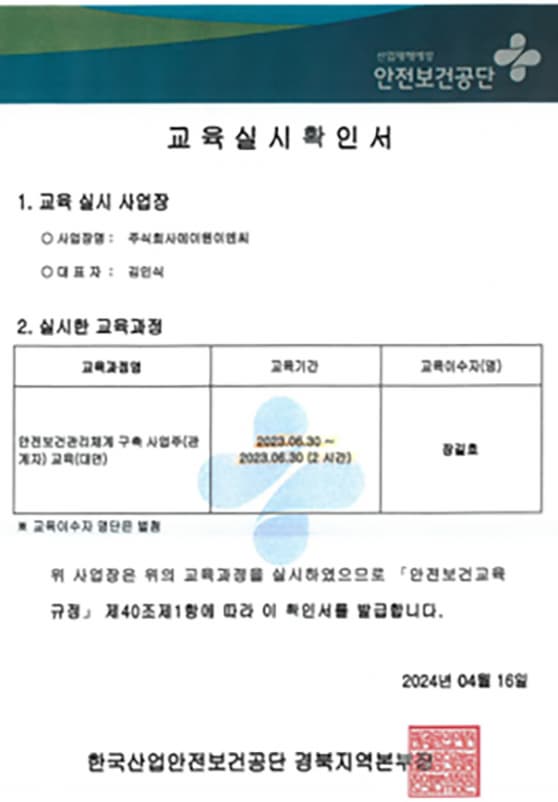 산업재해예방
안전보건공단
교육실시확인서
1. 교육 실시 사업장
○ 사업장명 : 주식회사에이원이엔씨
○ 대 표 자 : 김인식
2. 실시한 교육과정
교육과정명 교육기간 교육이수자(명)
안전보건관리체계 구축 사업주(관
계자) 교육(대면)
2023.06.30 ~
2023.06.30 (2 시간)
장길호
※ 교육이수자 명단은 별첨
위 사업장은 위의 교육과정을 실시하였으므로 「안전보건교육
규정」 제40조제1항에 따라 이 확인서를 발급합니다.
2024년 04월 16일
한국산업안전보건공단 경북지역본부장